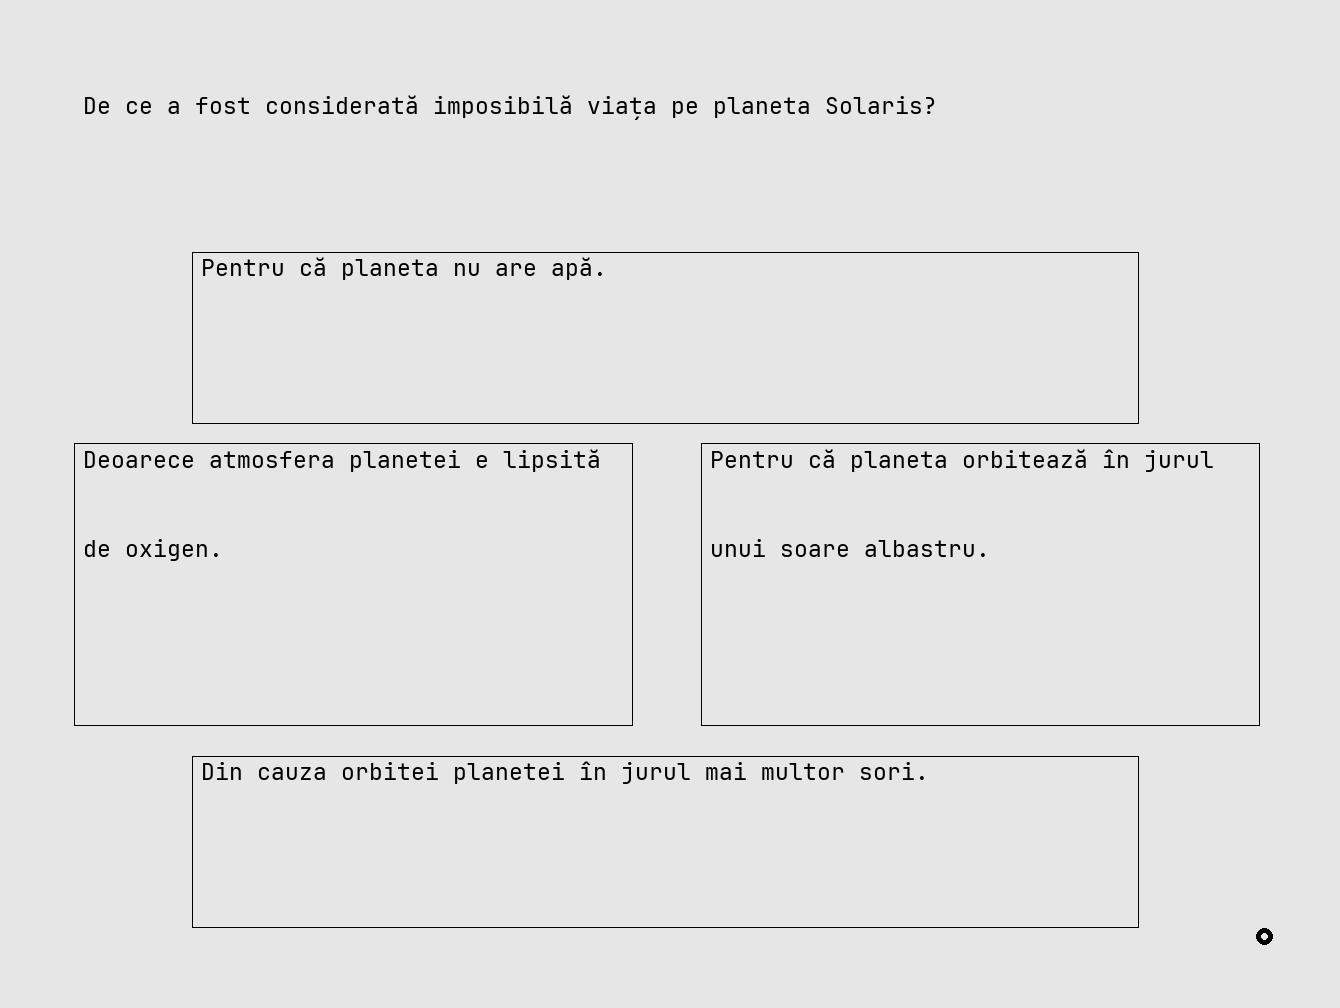 De ce a fost considerată imposibilă viața pe planeta Solaris?
Pentru că planeta nu are apă.
Deoarece atmosfera planetei e lipsită
de oxigen.
Pentru că planeta orbitează în jurul
unui soare albastru.
Din cauza orbitei planetei în jurul mai multor sori.